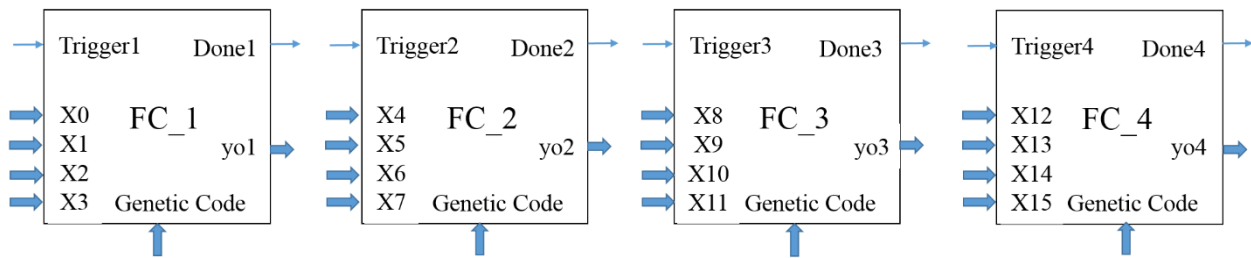 Trigger1 Done1
X0 FC_1
X1 yo1
X2
X3 Genetic Code
Trigger2 Done2
X4 FC_2
X5 yo2
X6
X7 Genetic Code
Trigger3 Done3
X8 FC_3
X9 yo3
X10
X11 Genetic Code
Trigger4 Done4
X12 FC_4
X13 yo4
X14
X15 Genetic Code